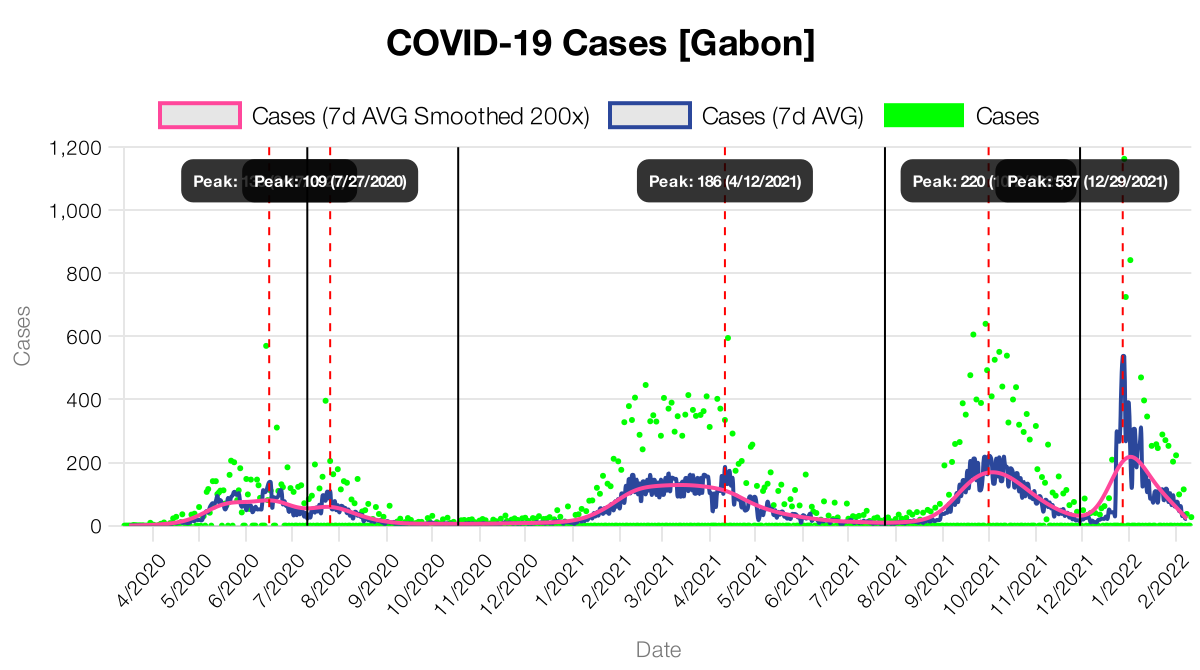 COVID-19 Cases [Gabon]
Cases (7d AVG Smoothed 200x) Cases (7d AVG) Cases
1,200
1,000
800
600
400
200
0
Cases
Peak: Peak: 109 (7/27/2020) Peak: 186 (4/12/2021) Peak: 220 Peak: 537 (12/29/2021)
4/2020 5/2020 6/2020 7/2020 8/2020 9/2020 10/2020 11/2020 12/2020 1/2021 2/2021 3/2021 4/2021 5/2021 6/2021 7/2021 8/2021 9/2021 10/2021 11/2021 12/2021 1/2022 2/2022
Date